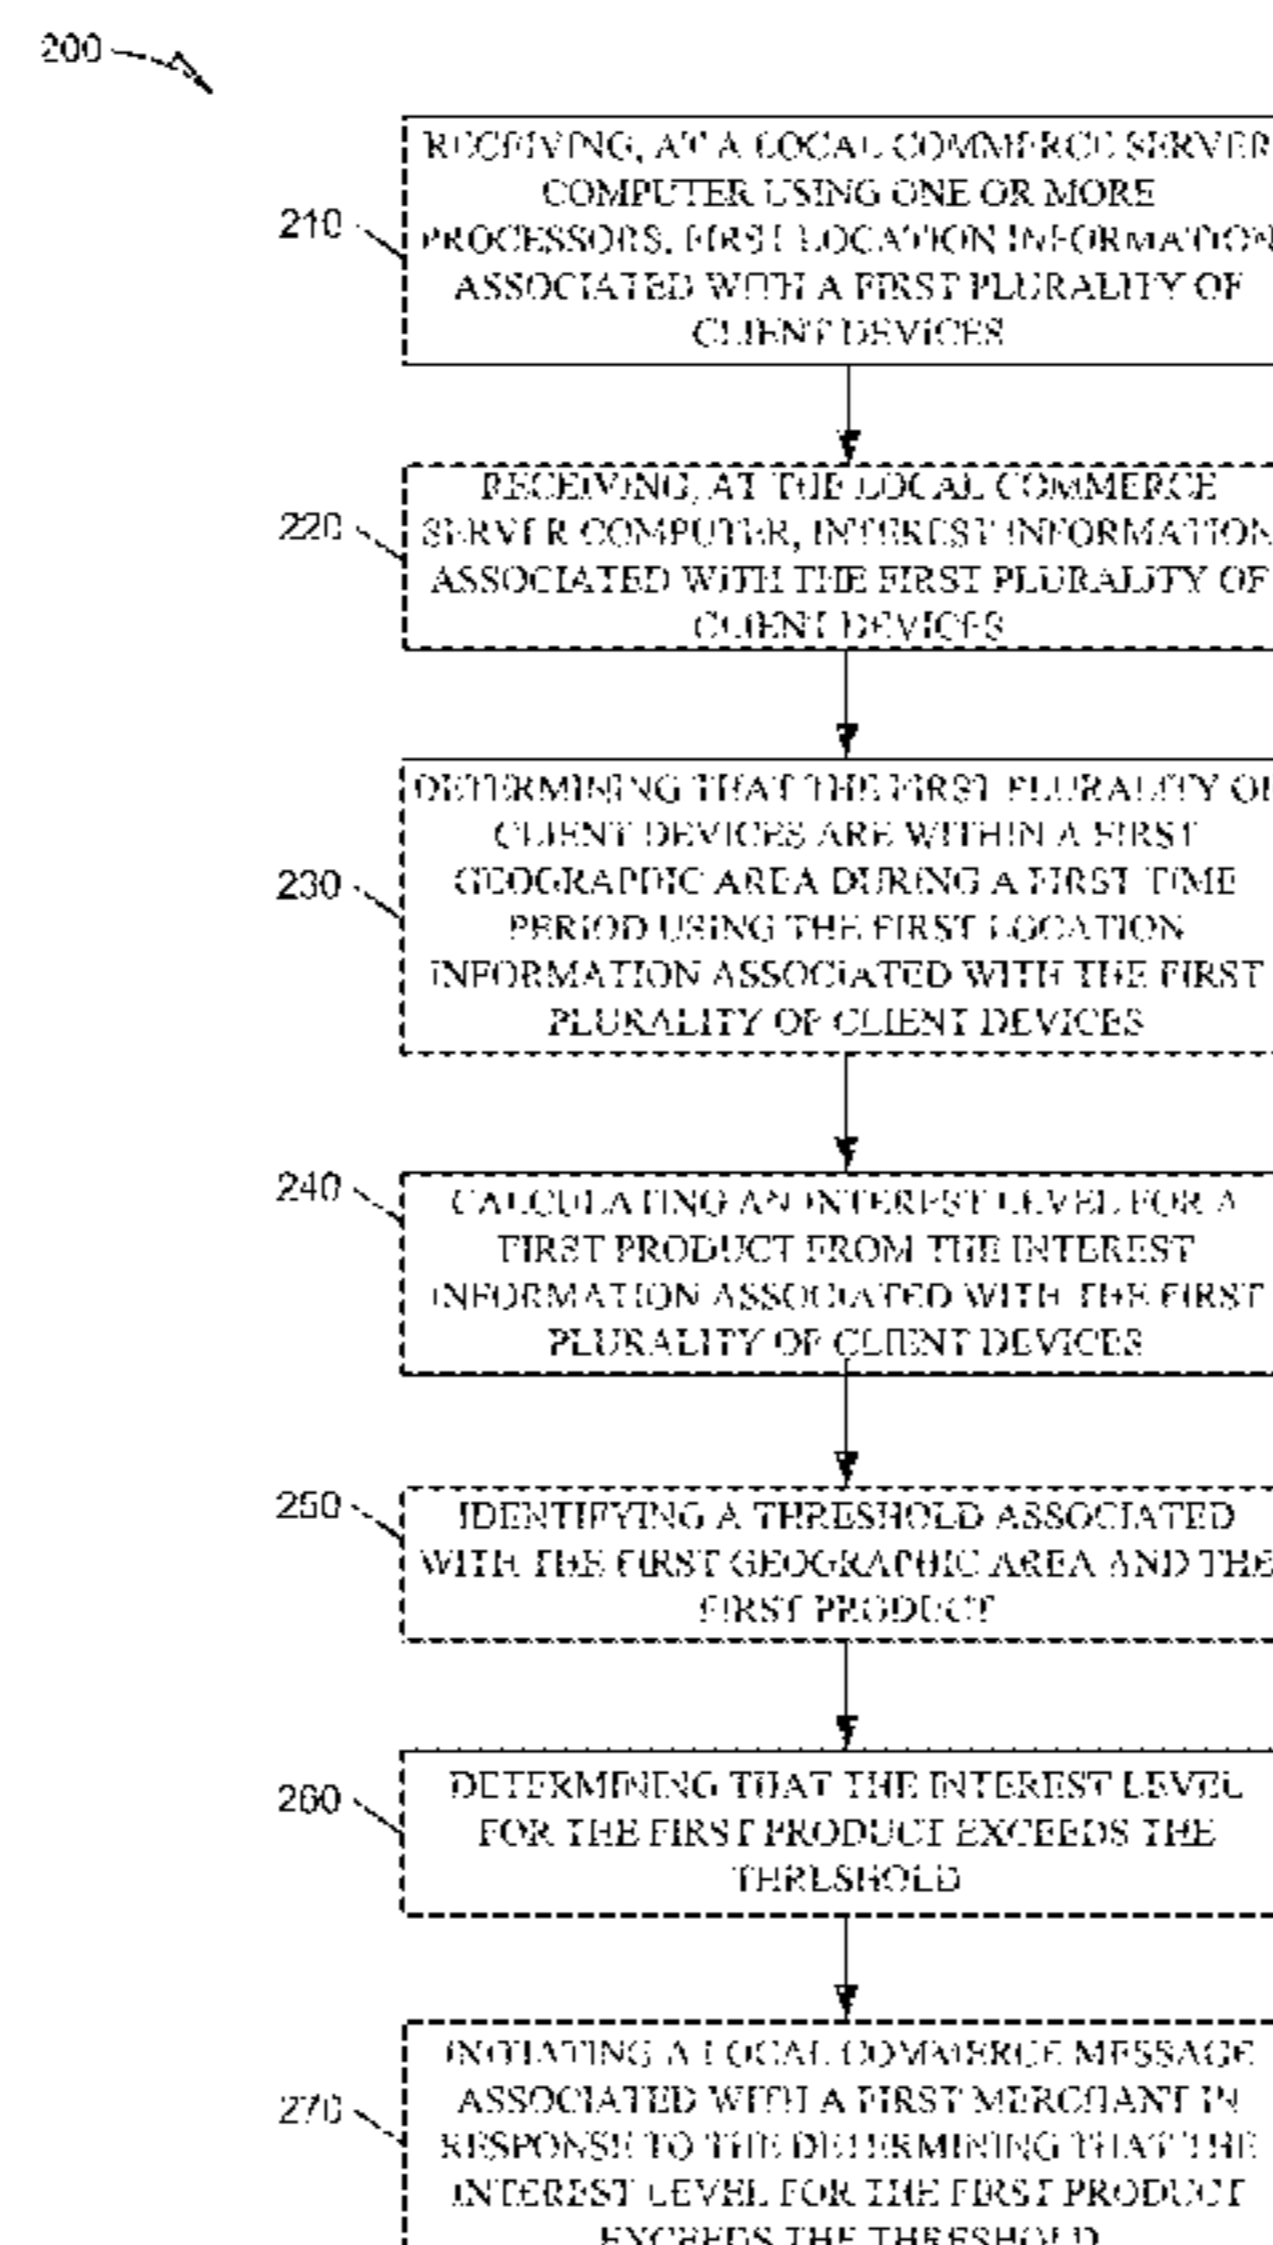 200
210
RECEIVING, AT A LOCAL COMMERCE SERVER
COMPUTER USING ONE OR MORE
PROCESSORS, FIRST LOCATION INFORMATION
ASSOCIATED WITH A FIRST PLURALITY OF
CLIENT DEVICES
220
RECEIVING, AT THE LOCAL COMMERCE
SERVER COMPUTER, INTEREST INFORMATION
ASSOCIATED WITH THE FIRST PLURALITY OF
CLIENT DEVICES
230
DETERMINING THAT THE FIRST PLURALITY OF
CLIENT DEVICES ARE WITHIN A FIRST
GEOGRAPHIC AREA DURING A FIRST TIME
PERIOD USING THE FIRST LOCATION
INFORMATION ASSOCIATED WITH THE FIRST
PLURALITY OF CLIENT DEVICES
240
CALCULATING AN INTEREST LEVEL FOR A
FIRST PRODUCT FROM THE INTEREST
INFORMATION ASSOCIATED WITH THE FIRST
PLURALITY OF CLIENT DEVICES
250
IDENTIFYING A THRESHOLD ASSOCIATED
WITH THE FIRST GEOGRAPHIC AREA AND THE
FIRST PRODUCT
260
DETERMINING THAT THE INTEREST LEVEL
FOR THE FIRST PRODUCT EXCEEDS THE
THRESHOLD
270
INITIATING A LOCAL COMMERCE MESSAGE
ASSOCIATED WITH A FIRST MERCHANT IN
RESPONSE TO THE DETERMINING THAT THE
INTEREST LEVEL FOR THE FIRST PRODUCT
EXCEEDS THE THRESHOLD